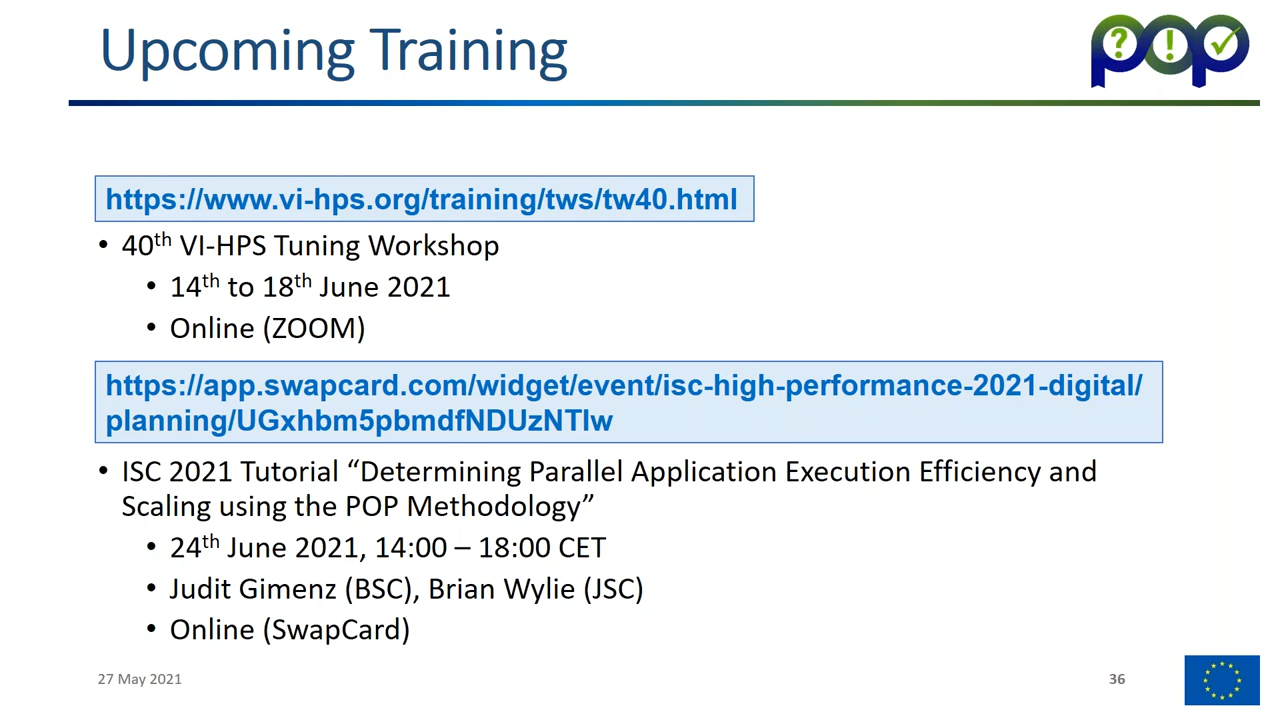 Upcoming Training
pop
https://www.vi-hps.org/training/tws/tw40.html
• 40th VI-HPS Tuning Workshop
• 14th to 18th June 2021
• Online (ZOOM)
https://app.swapcard.com/widget/event/isc-high-performance-2021-digital/
planning/UGxhbm5pbmdfNDUzNTIw
• ISC 2021 Tutorial “Determining Parallel Application Execution Efficiency and
Scaling using the POP Methodology”
• 24th June 2021, 14:00 – 18:00 CET
• Judit Gimenz (BSC), Brian Wylie (JSC)
• Online (SwapCard)
27 May 2021
36